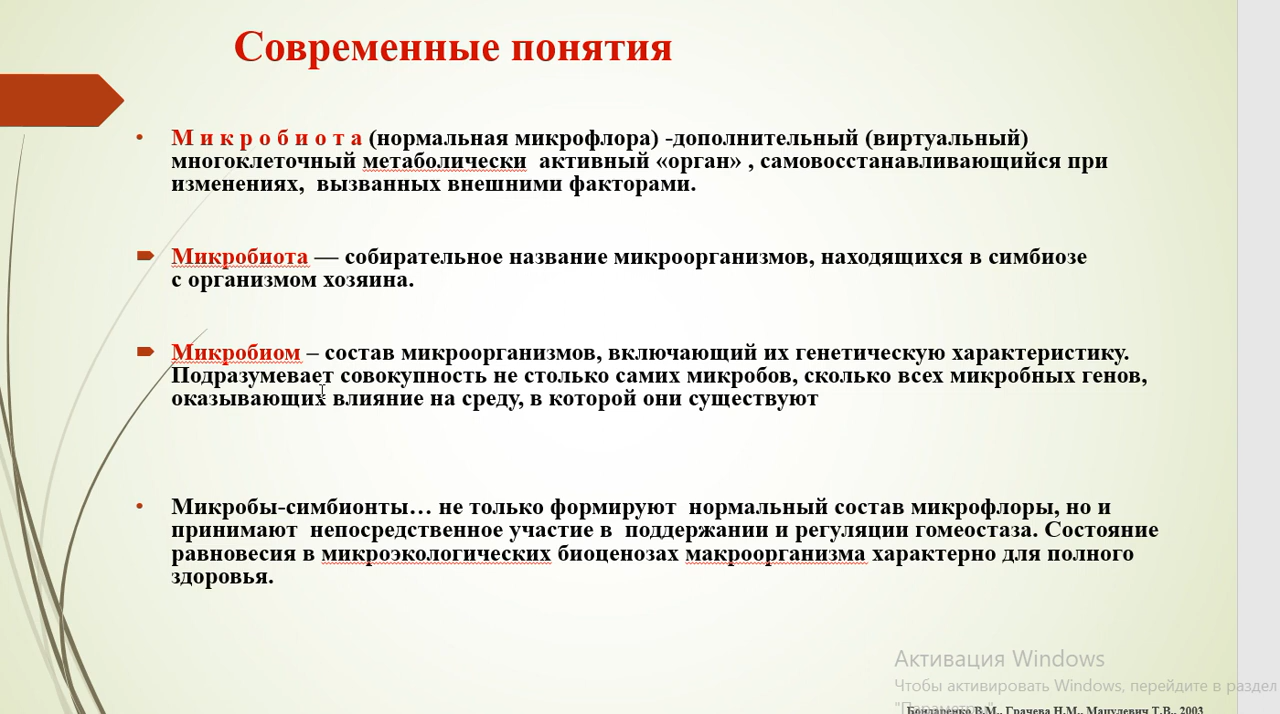 Современные понятия
М и к р о б и о т а (нормальная микрофлора) -дополнительный (виртуальный)
многоклеточный метаболически активный «орган» , самовосстанавливающийся при
изменениях, вызванных внешними факторами.
Микробиота — собирательное название микроорганизмов, находящихся в симбиозе
с организмом хозяина.
Микробиом – состав микроорганизмов, включающий их генетическую характеристику.
Подразумевает совокупность не столько самих микробов, сколько всех микробных генов,
оказывающих влияние на среду, в которой они существуют
Микробы-симбионты… не только формируют нормальный состав микрофлоры, но и
принимают непосредственное участие в поддержании и регуляции гомеостаза. Состояние
равновесия в микроэкологических биоценозах макроорганизма характерно для полного
здоровья.
Активация Windows
Чтобы активировать Windows, перейдите в раздел
"Параметры".
Бондаренко В.М., Грачева Н.М., Мацулевич Т.В., 2003